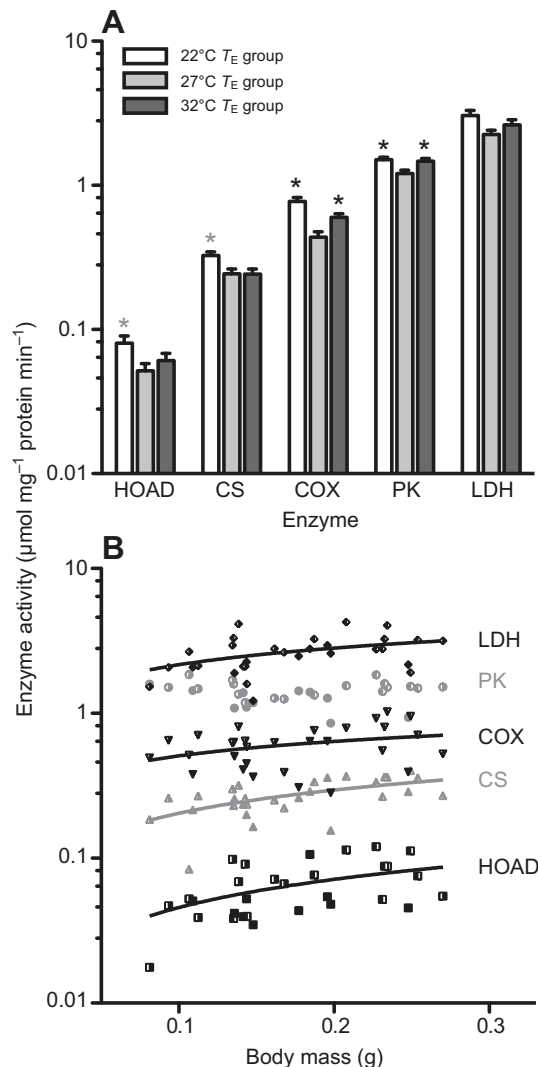 A
22°C TE group
27°C TE group
32°C TE group
10
1
0.1
0.01
*
*
*
*
*
*
HOAD CS COX PK LDH
Enzyme
Enzyme activity (μmol mg−1 protein min−1)
B
10
1
0.1
0.01
LDH
PK
COX
CS
HOAD
0.1 0.2 0.3
Body mass (g)